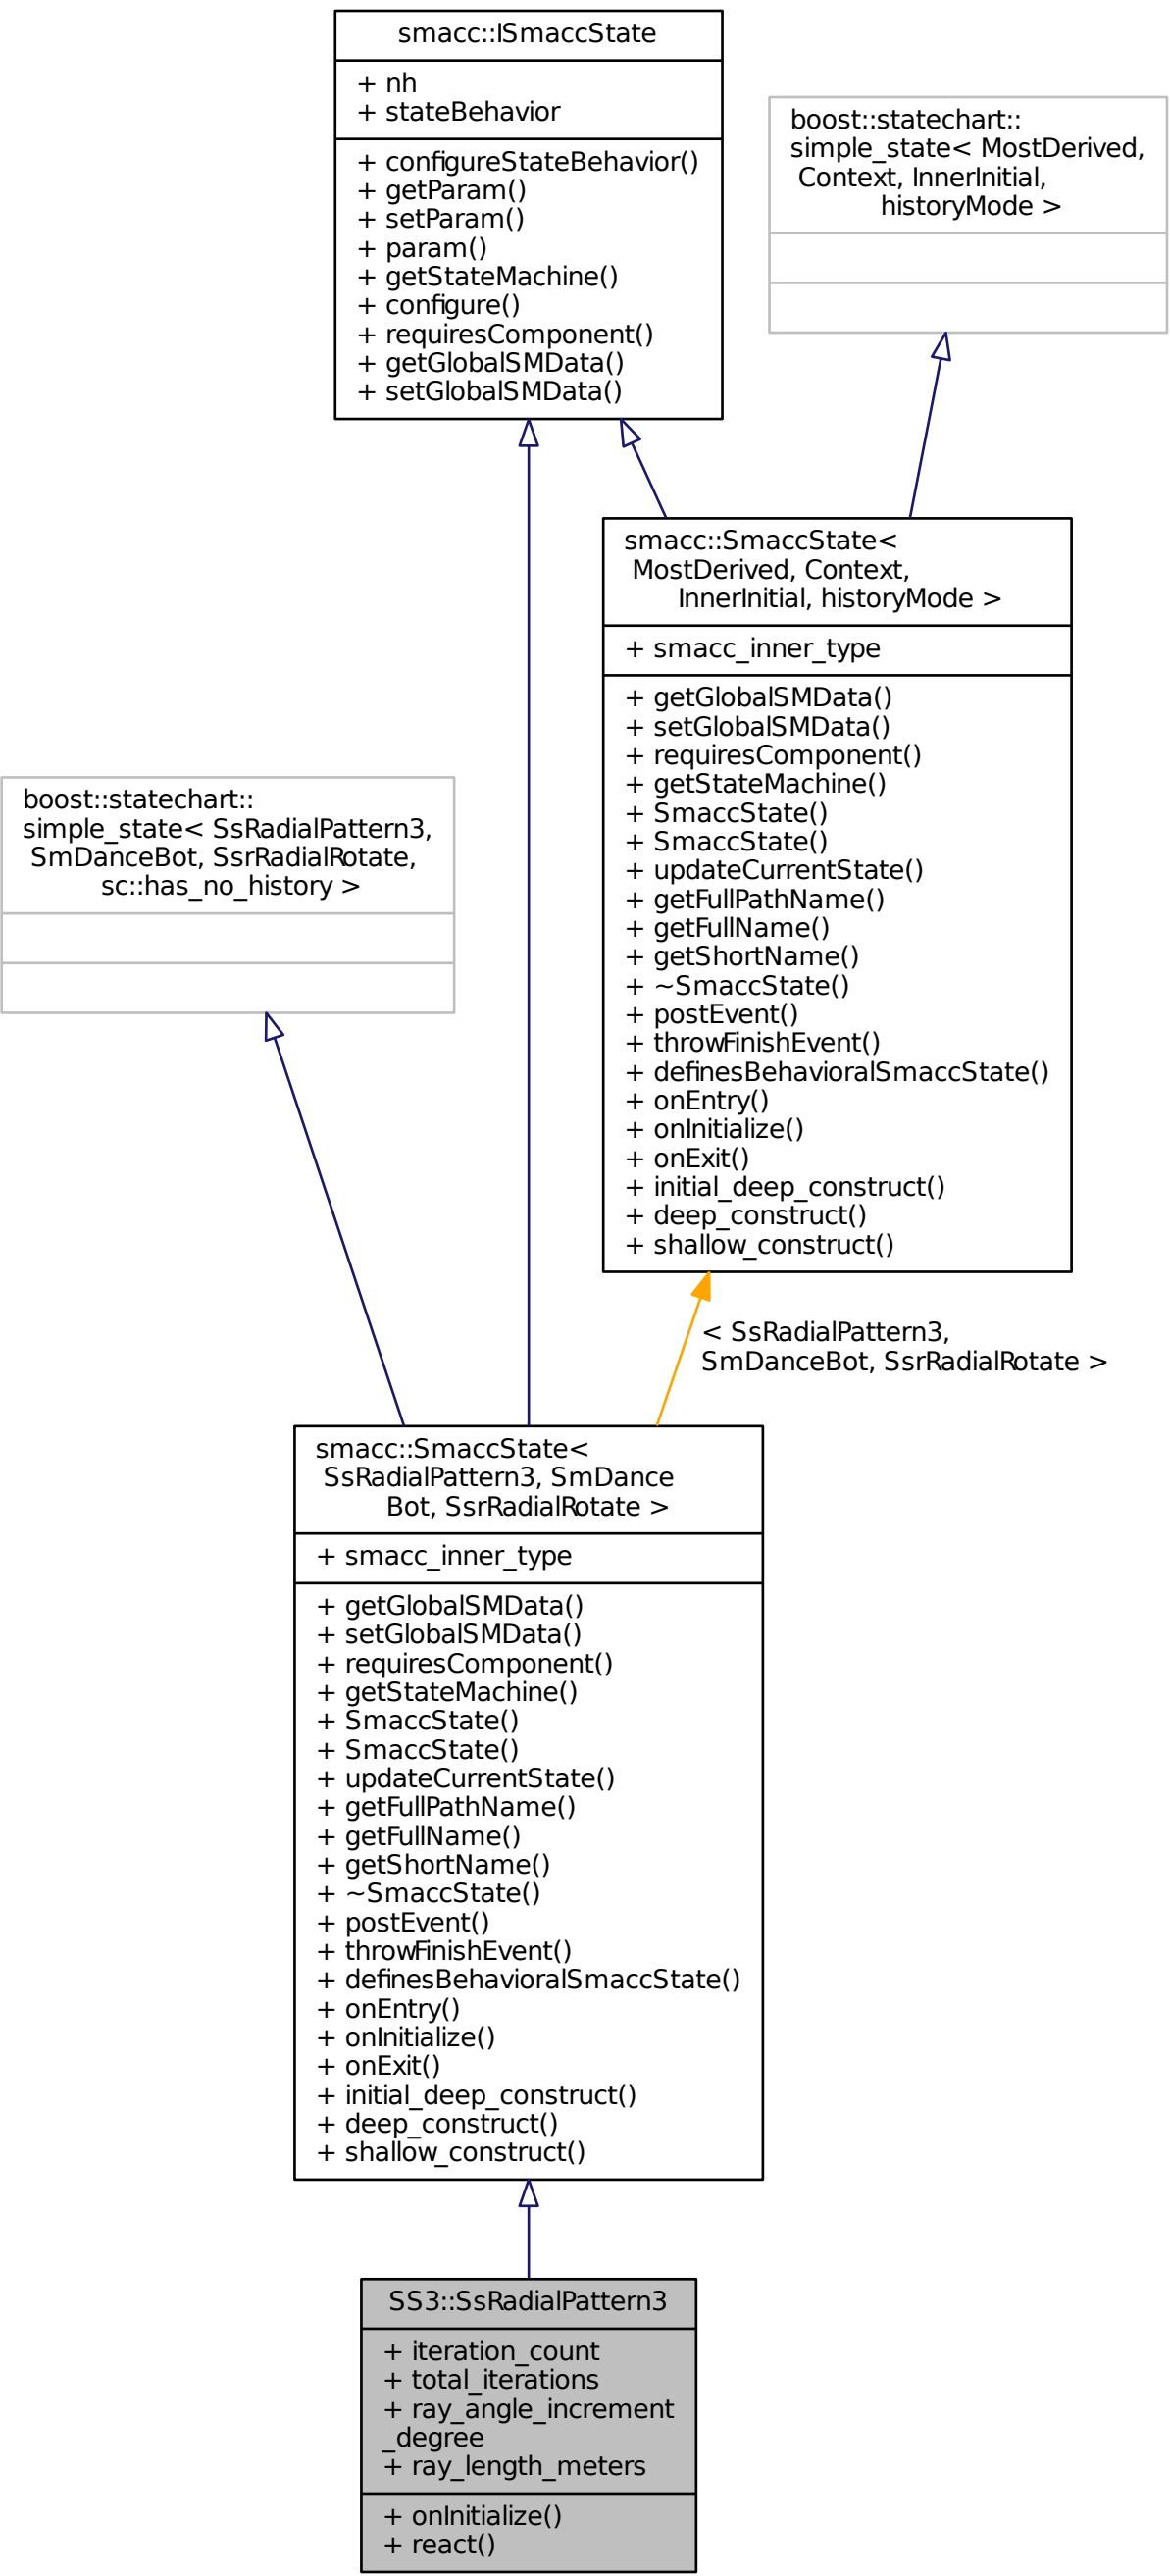 smacc::ISmaccState
+ nh
+ stateBehavior
+ configureStateBehavior()
+ getParam()
+ setParam()
+ param()
+ getStateMachine()
+ configure()
+ requiresComponent()
+ getGlobalSMData()
+ setGlobalSMData()
boost::statechart::
simple_state< MostDerived,
Context, InnerInitial,
historyMode >
smacc::SmaccState<
MostDerived, Context,
InnerInitial, historyMode >
+ smacc_inner_type
+ getGlobalSMData()
+ setGlobalSMData()
+ requiresComponent()
+ getStateMachine()
+ SmaccState()
+ SmaccState()
+ updateCurrentState()
+ getFullPathName()
+ getFullName()
+ getShortName()
+ ~SmaccState()
+ postEvent()
+ throwFinishEvent()
+ definesBehavioralSmaccState()
+ onEntry()
+ onInitialize()
+ onExit()
+ initial_deep_construct()
+ deep_construct()
+ shallow_construct()
boost::statechart::
simple_state< SsRadialPattern3,
SmDanceBot, SsrRadialRotate,
sc::has_no_history >
< SsRadialPattern3,
SmDanceBot, SsrRadialRotate >
smacc::SmaccState<
SsRadialPattern3, SmDance
Bot, SsrRadialRotate >
+ smacc_inner_type
+ getGlobalSMData()
+ setGlobalSMData()
+ requiresComponent()
+ getStateMachine()
+ SmaccState()
+ SmaccState()
+ updateCurrentState()
+ getFullPathName()
+ getFullName()
+ getShortName()
+ ~SmaccState()
+ postEvent()
+ throwFinishEvent()
+ definesBehavioralSmaccState()
+ onEntry()
+ onInitialize()
+ onExit()
+ initial_deep_construct()
+ deep_construct()
+ shallow_construct()
SS3::SsRadialPattern3
+ iteration_count
+ total_iterations
+ ray_angle_increment
_degree
+ ray_length_meters
+ onInitialize()
+ react()